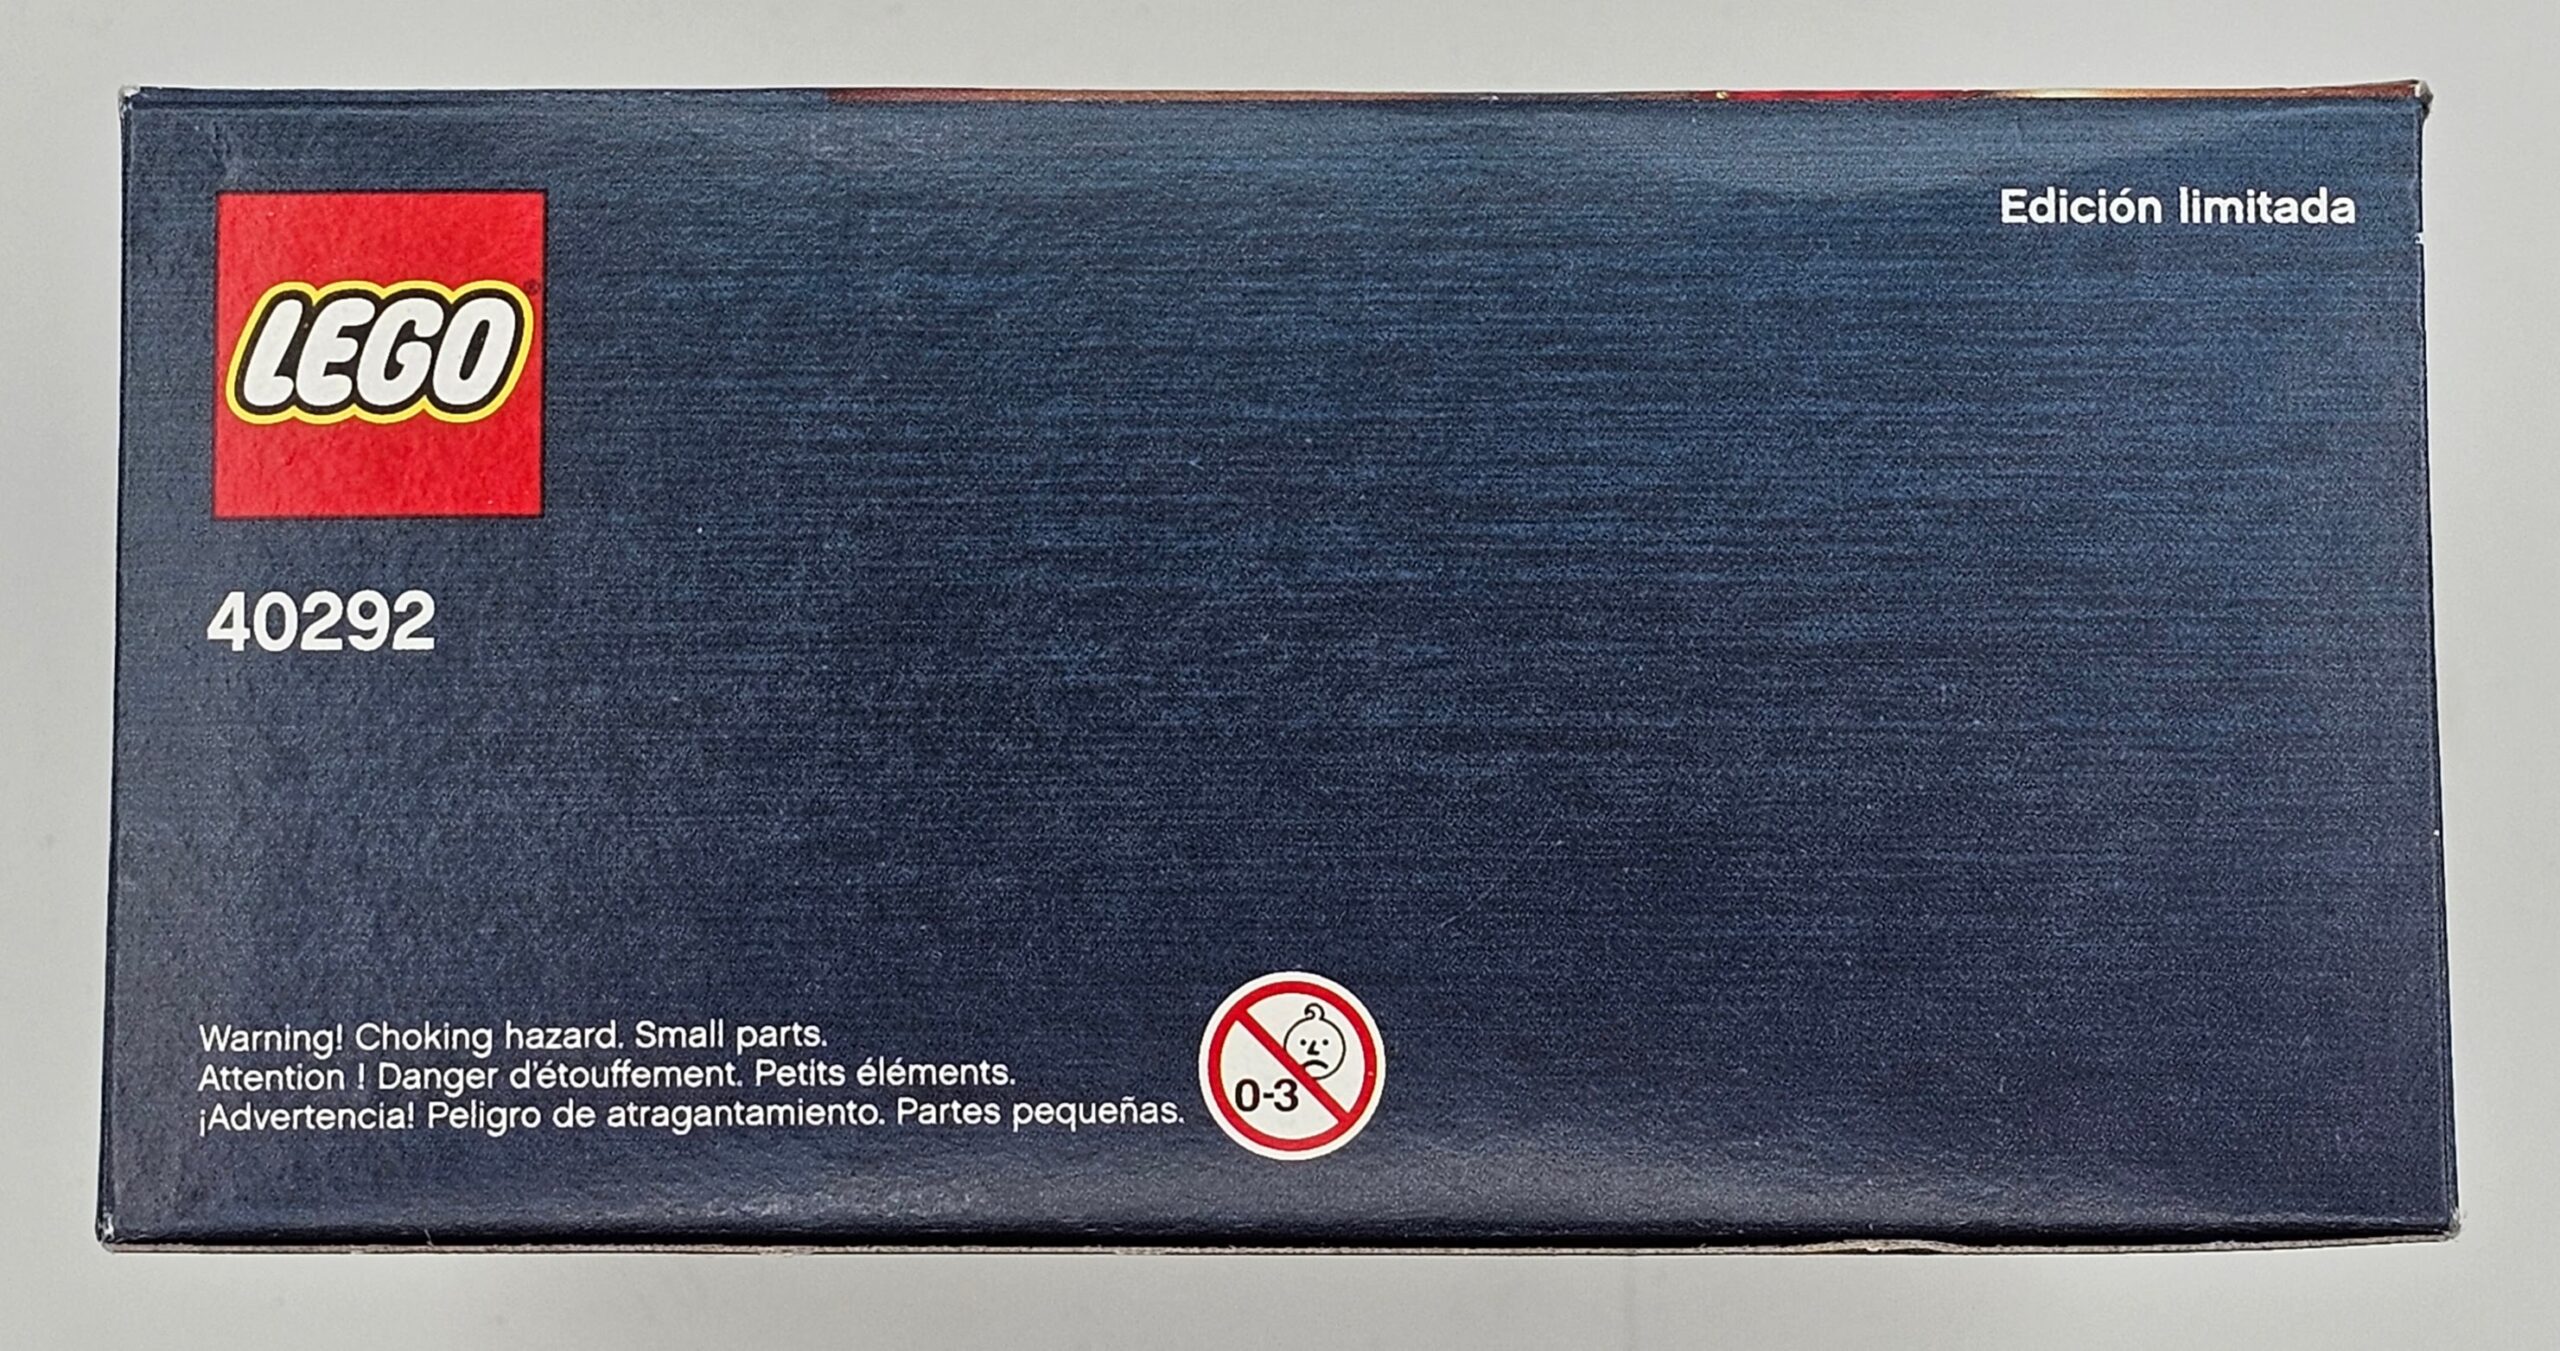 LEGO®
Edición limitada
40292
Warning! Choking hazard. Small parts.
Attention ! Danger d'étouffement. Petits éléments.
¡Advertencia! Peligro de atragantamiento. Partes pequeñas.
0-3